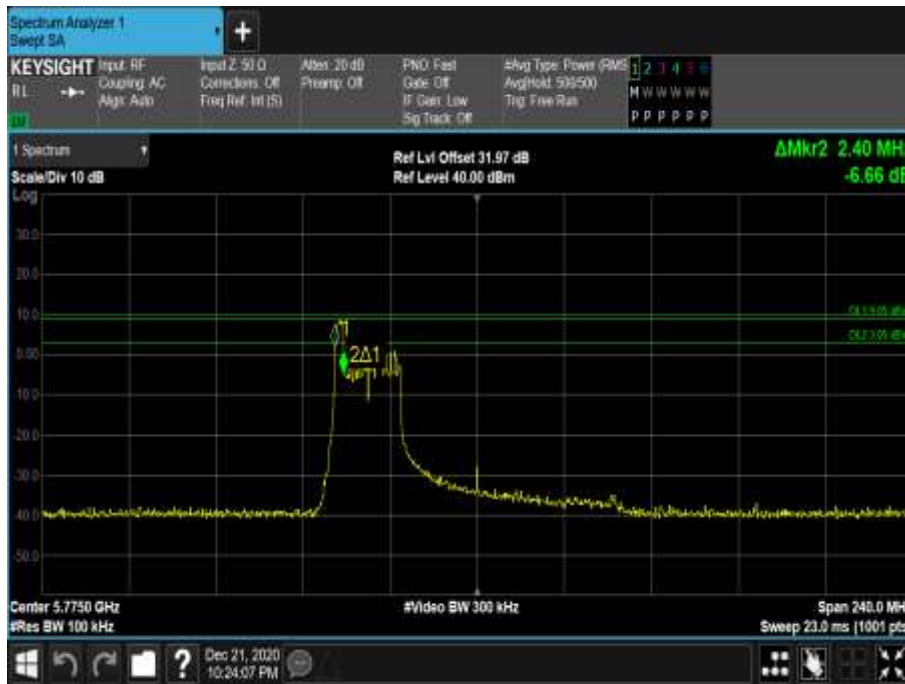 Spectrum Analyzer 1
Swept SA
+
KEYSIGHT
RL
Input: RF
Coupling: AC
Align: Auto
Input Z: 50 Ω
Corrections: Off
Freq Ref: Int (S)
Atten: 20 dB
Preamp: Off
PNO: Fast
Gate: Off
IF Gain: Low
Sig Track: Off
#Avg Type: Power (RMS
Avg|Hold: 500/500
Trig: Free Run
1 2 3 4 5 6
M W W W W W
P P P P P P
1 Spectrum
Scale/Div 10 dB
Log
Ref Lvl Offset 31.97 dB
Ref Level 40.00 dBm
ΔMkr2 2.40 MH
-6.66 dB
30.0
20.0
10.0
0.00
-10.0
-20.0
-30.0
-40.0
-50.0
2Δ1
Center 5.7750 GHz
#Res BW 100 kHz
#Video BW 300 kHz
Span 240.0 MH
Sweep 23.0 ms (1001 pts
?
Dec 21, 2020
10:24:07 PM